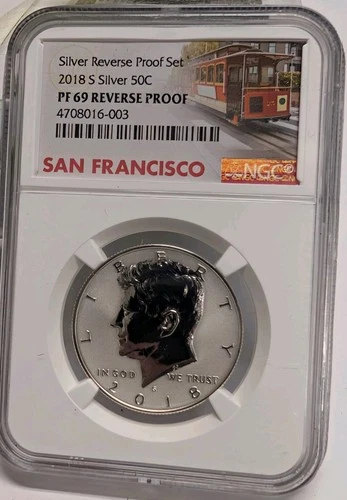 Silver Reverse Proof Set
2018 S Silver 50C
PF 69 REVERSE PROOF
4708016-003
SAN FRANCISCO
NGC
LIBERTY
IN GOD WE TRUST
S
2018